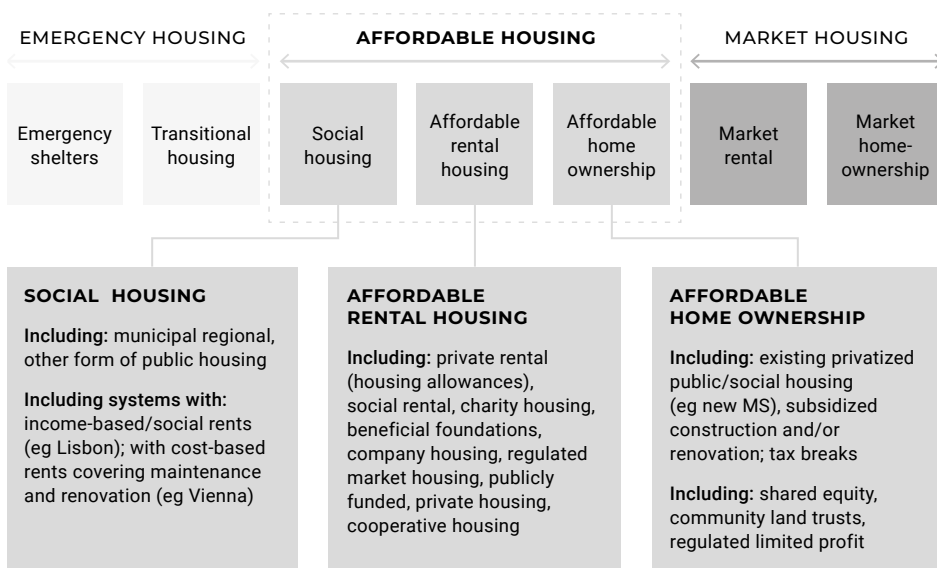 EMERGENCY HOUSING
AFFORDABLE HOUSING
MARKET HOUSING
Emergency
shelters
Transitional
housing
Social
housing
Affordable
rental
housing
Affordable
home
ownership
Market
rental
Market
home-
ownership
SOCIAL HOUSING
Including: municipal regional,
other form of public housing
Including systems with:
income-based/social rents
(eg Lisbon); with cost-based
rents covering maintenance
and renovation (eg Vienna)
AFFORDABLE
RENTAL HOUSING
Including: private rental
(housing allowances),
social rental, charity housing,
beneficial foundations,
company housing, regulated
market housing, publicly
funded, private housing,
cooperative housing
AFFORDABLE
HOME OWNERSHIP
Including: existing privatized
public/social housing
(eg new MS), subsidized
construction and/or
renovation; tax breaks
Including: shared equity,
community land trusts,
regulated limited profit